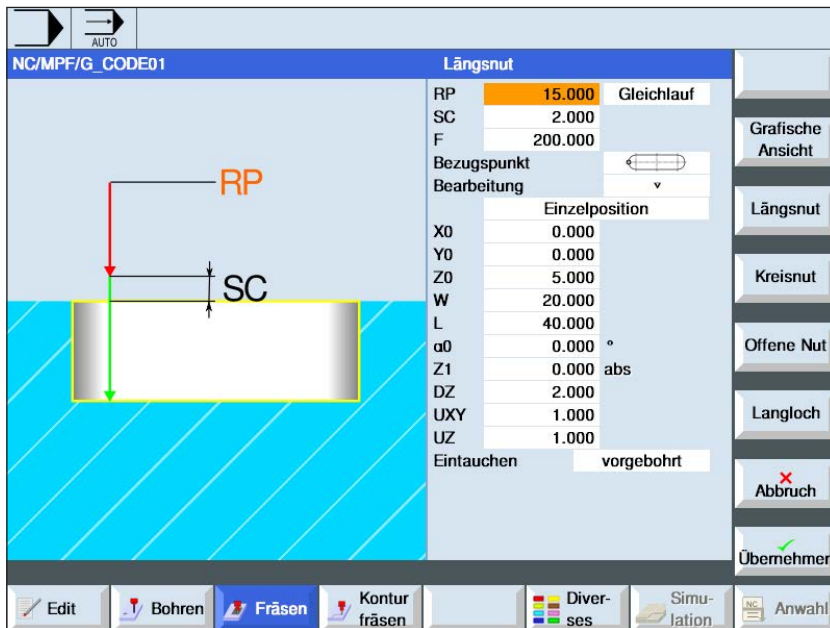 AUTO
NC/MPF/G_CODE01
Längsnut
RP
SC
RP 15.000 Gleichlauf
SC 2.000
F 200.000
Bezugspunkt
Bearbeitung ▿
Einzelposition
X0 0.000
Y0 0.000
Z0 5.000
W 20.000
L 40.000
α0 0.000 °
Z1 0.000 abs
DZ 2.000
UXY 1.000
UZ 1.000
Eintauchen vorgebohrt
Grafische
Ansicht
Längsnut
Kreisnut
Offene Nut
Langloch
Abbruch
Übernehmen
Edit
Bohren
Fräsen
Kontur
fräsen
Diver-
ses
Simu-
lation
NC
Anwahl